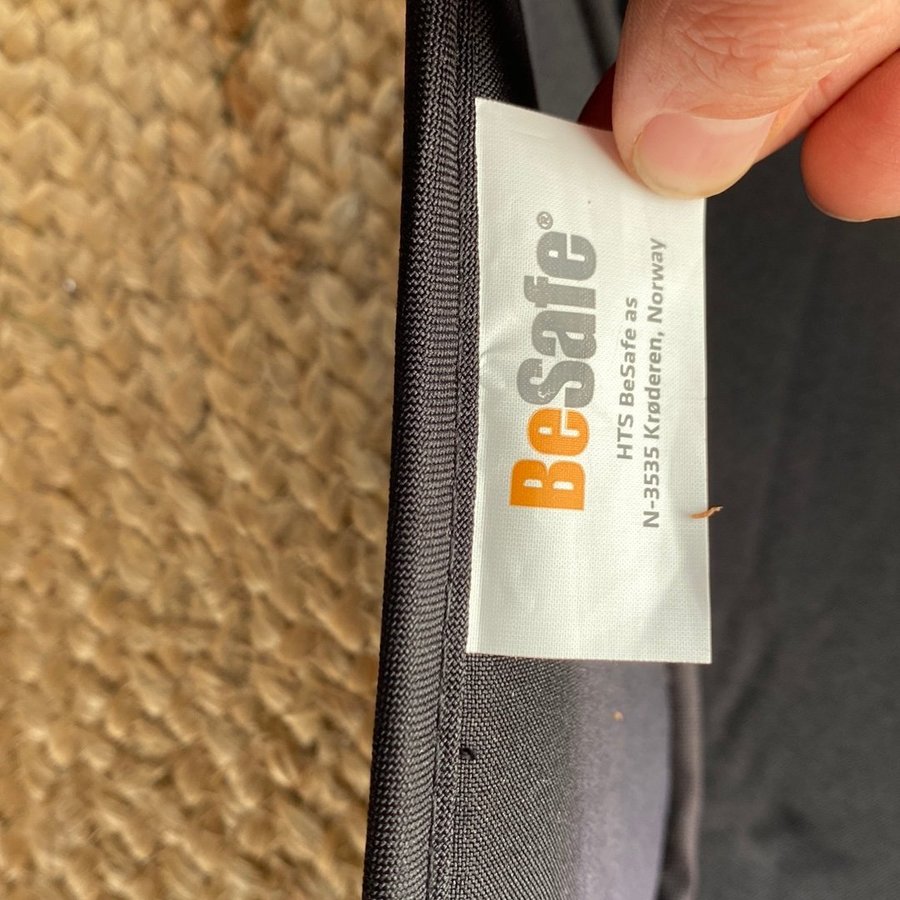 BeSafe®
HTS BeSafe as
N-3535 Krøderen, Norway